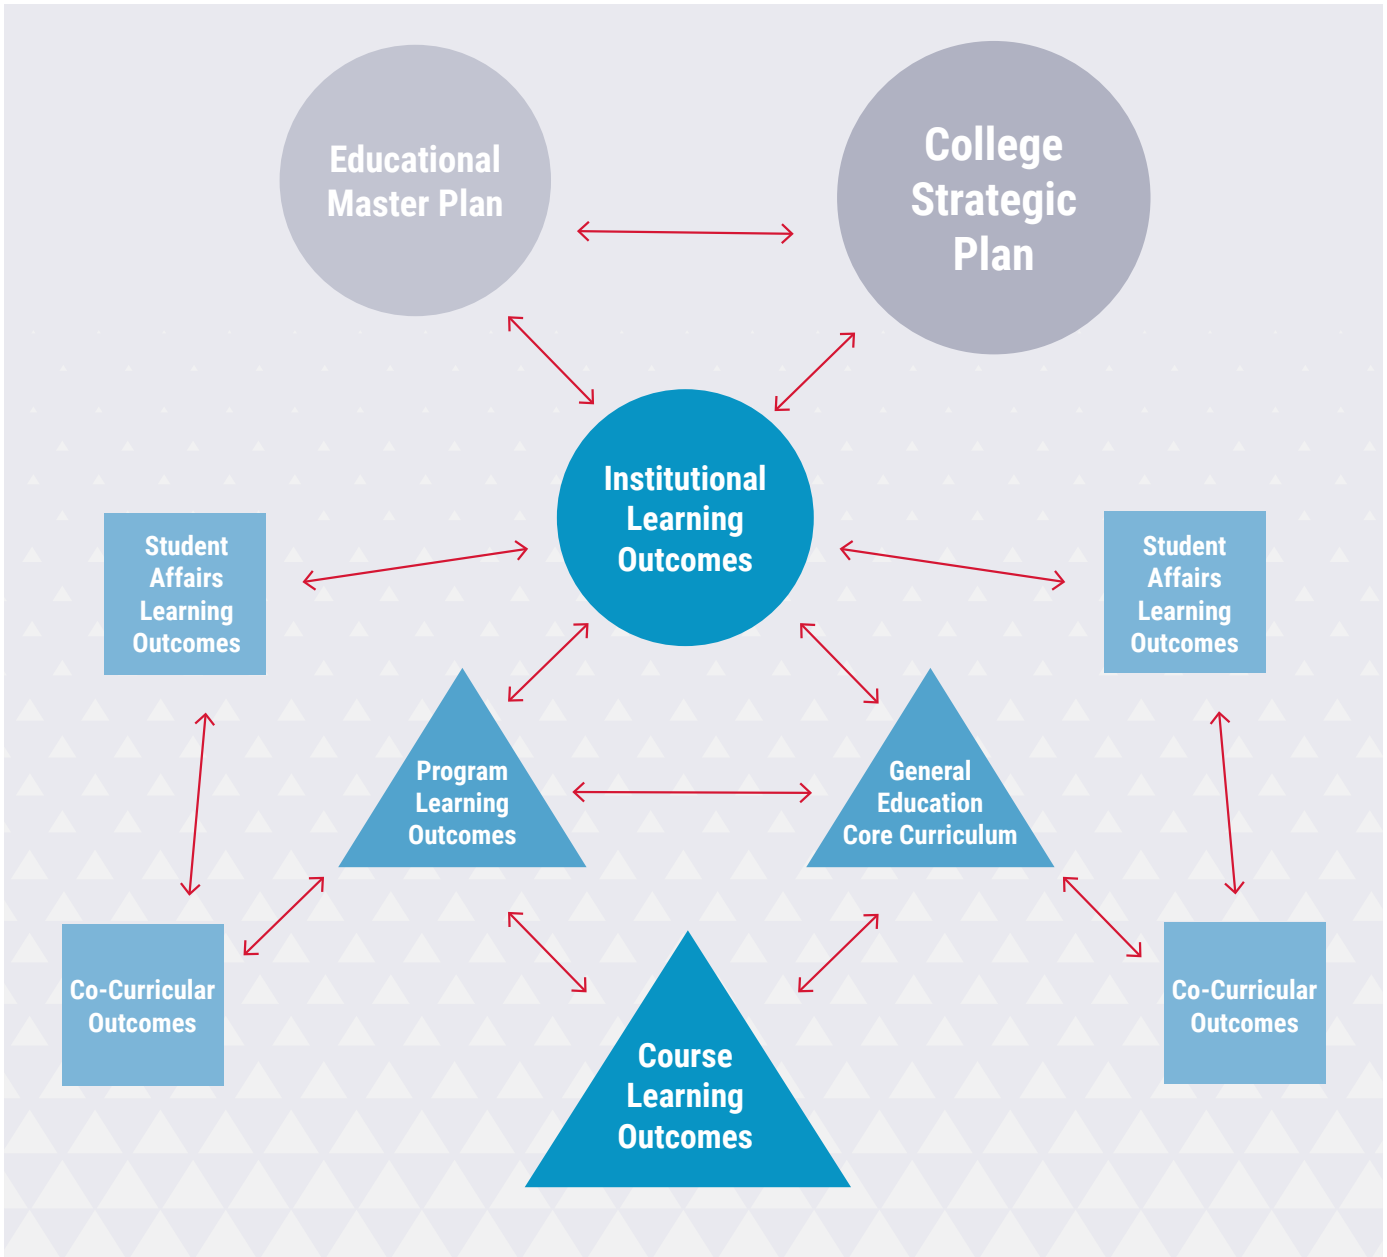 Educational
Master Plan
College
Strategic
Plan
Institutional
Learning
Outcomes
Student
Affairs
Learning
Outcomes
Student
Affairs
Learning
Outcomes
Program
Learning
Outcomes
General
Education
Core Curriculum
Co-Curricular
Outcomes
Co-Curricular
Outcomes
Course
Learning
Outcomes